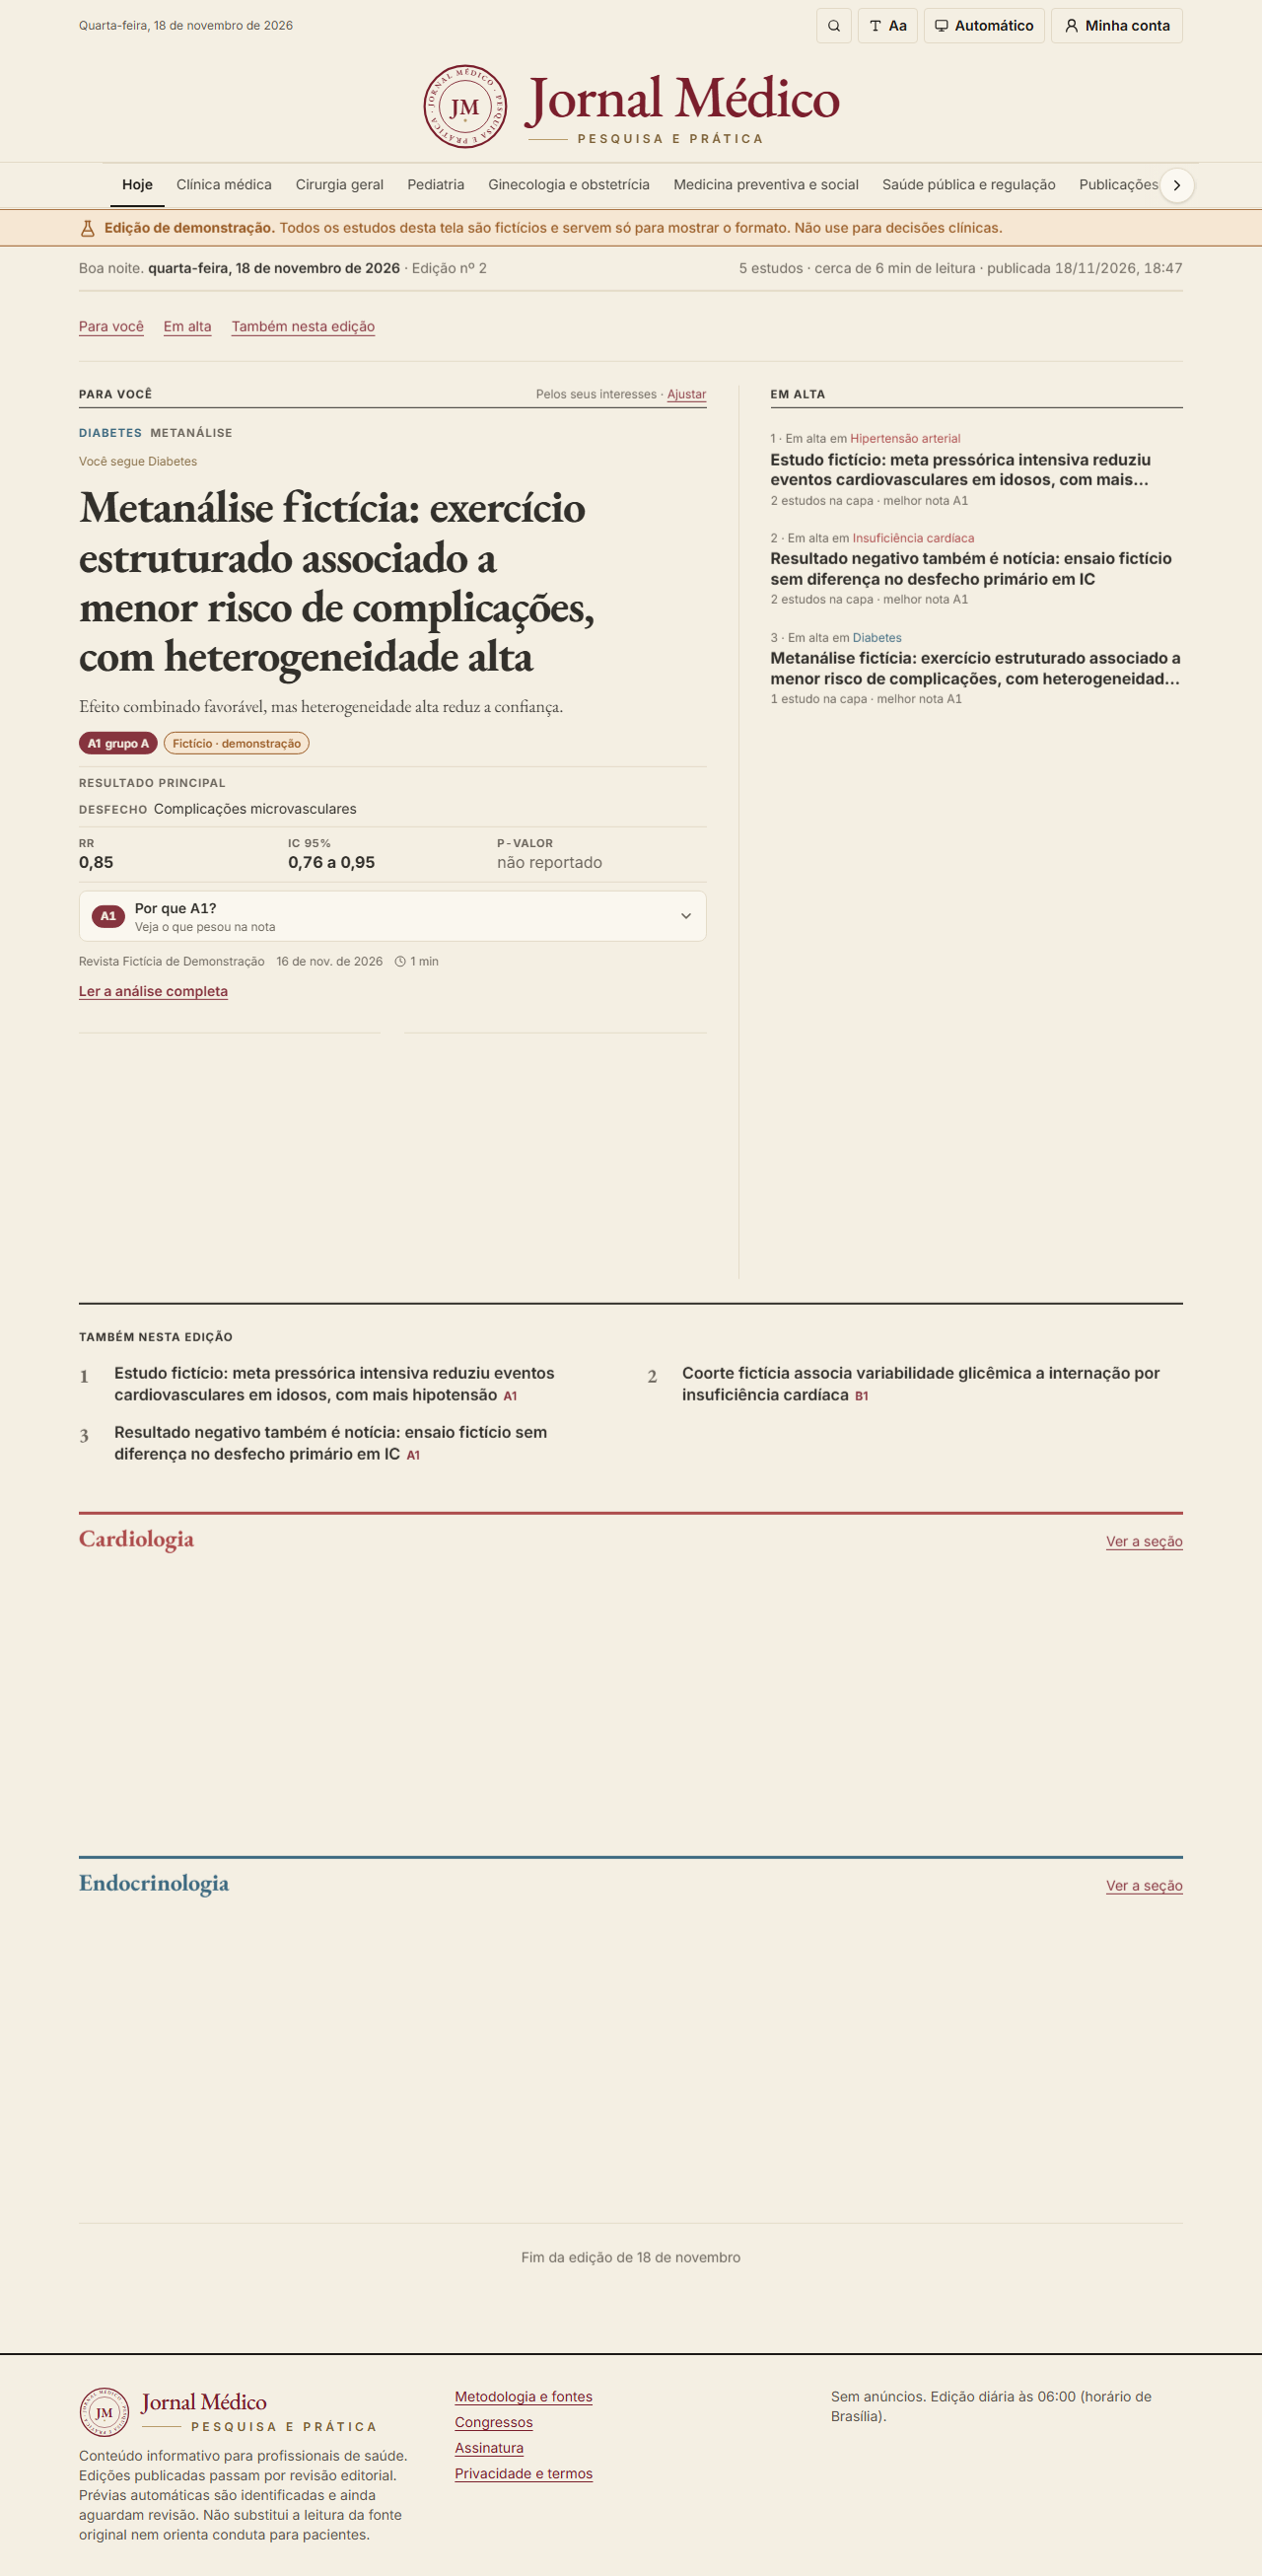 Quarta-feira, 18 de novembro de 2026
Aa
Automático
Minha conta
JORNAL MÉDICO · PESQUISA E PRÁTICA ·
JM
Jornal Médico
PESQUISA E PRÁTICA
Hoje
Clínica médica
Cirurgia geral
Pediatria
Ginecologia e obstetrícia
Medicina preventiva e social
Saúde pública e regulação
Publicações
Edição de demonstração. Todos os estudos desta tela são fictícios e servem só para mostrar o formato. Não use para decisões clínicas.
Boa noite. quarta-feira, 18 de novembro de 2026 · Edição nº 2
5 estudos · cerca de 6 min de leitura · publicada 18/11/2026, 18:47
Para você
Em alta
Também nesta edição
PARA VOCÊ
Pelos seus interesses · Ajustar
DIABETES METANÁLISE
Você segue Diabetes
Metanálise fictícia: exercício
estruturado associado a
menor risco de complicações,
com heterogeneidade alta
Efeito combinado favorável, mas heterogeneidade alta reduz a confiança.
A1 grupo A
Fictício · demonstração
RESULTADO PRINCIPAL
DESFECHO Complicações microvasculares
RR
0,85
IC 95%
0,76 a 0,95
P-VALOR
não reportado
A1
Por que A1?
Veja o que pesou na nota
Revista Fictícia de Demonstração 16 de nov. de 2026 1 min
Ler a análise completa
EM ALTA
1 · Em alta em Hipertensão arterial
Estudo fictício: meta pressórica intensiva reduziu
eventos cardiovasculares em idosos, com mais…
2 estudos na capa · melhor nota A1
2 · Em alta em Insuficiência cardíaca
Resultado negativo também é notícia: ensaio fictício
sem diferença no desfecho primário em IC
2 estudos na capa · melhor nota A1
3 · Em alta em Diabetes
Metanálise fictícia: exercício estruturado associado a
menor risco de complicações, com heterogeneidad…
1 estudo na capa · melhor nota A1
TAMBÉM NESTA EDIÇÃO
1
Estudo fictício: meta pressórica intensiva reduziu eventos
cardiovasculares em idosos, com mais hipotensão A1
2
Coorte fictícia associa variabilidade glicêmica a internação por
insuficiência cardíaca B1
3
Resultado negativo também é notícia: ensaio fictício sem
diferença no desfecho primário em IC A1
Cardiologia
Ver a seção
Endocrinologia
Ver a seção
Fim da edição de 18 de novembro
JORNAL MÉDICO · PESQUISA E PRÁTICA ·
JM
Jornal Médico
PESQUISA E PRÁTICA
Conteúdo informativo para profissionais de saúde.
Edições publicadas passam por revisão editorial.
Prévias automáticas são identificadas e ainda
aguardam revisão. Não substitui a leitura da fonte
original nem orienta conduta para pacientes.
Metodologia e fontes
Congressos
Assinatura
Privacidade e termos
Sem anúncios. Edição diária às 06:00 (horário de
Brasília).